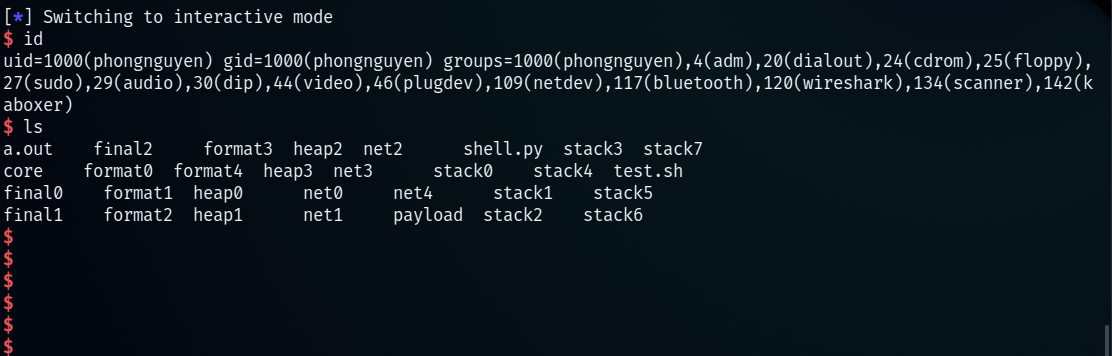 [*] Switching to interactive mode
$ id
uid=1000(phongnguyen) gid=1000(phongnguyen) groups=1000(phongnguyen),4(adm),20(dialout),24(cdrom),25(floppy),
27(sudo),29(audio),30(dip),44(video),46(plugdev),109(netdev),117(bluetooth),120(wireshark),134(scanner),142(k
aboxer)
$ ls
a.out    final2     format3  heap2  net2      shell.py  stack3  stack7
core    format0  format4  heap3  net3      stack0    stack4  test.sh
final0    format1  heap0      net0     net4      stack1    stack5
final1    format2  heap1      net1     payload  stack2    stack6
$
$
$
$
$
$